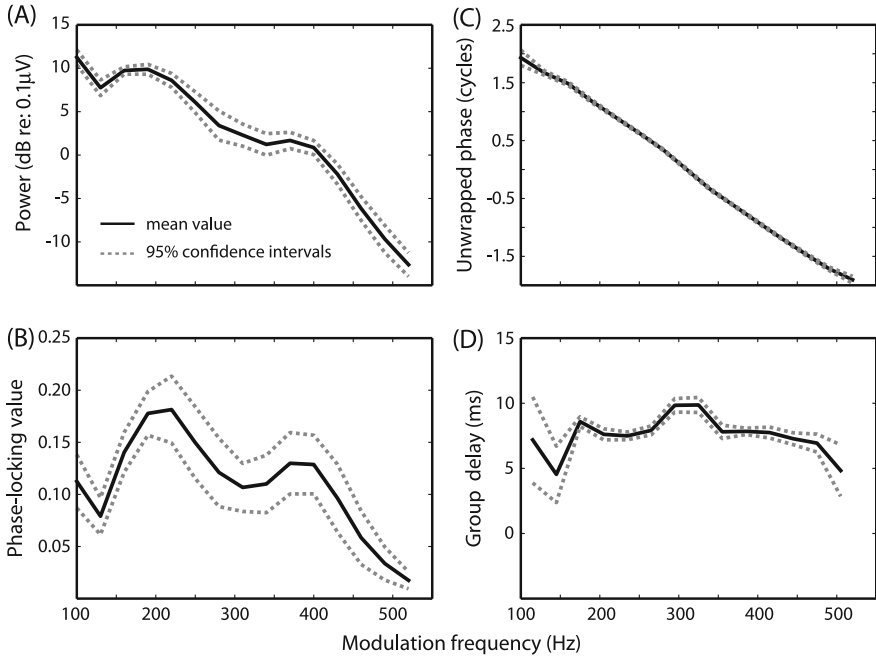 (A)
15
10
5
0
-5
-10
Power (dB re: 0.1μV)
mean value
95% confidence intervals
(C)
2.5
1.5
0.5
-0.5
-1.5
Unwrapped phase (cycles)
(B)
0.25
0.20
0.15
0.10
0.05
Phase-locking value
100 200 300 400 500
(D)
15
10
5
0
Group delay (ms)
100 200 300 400 500
Modulation frequency (Hz)